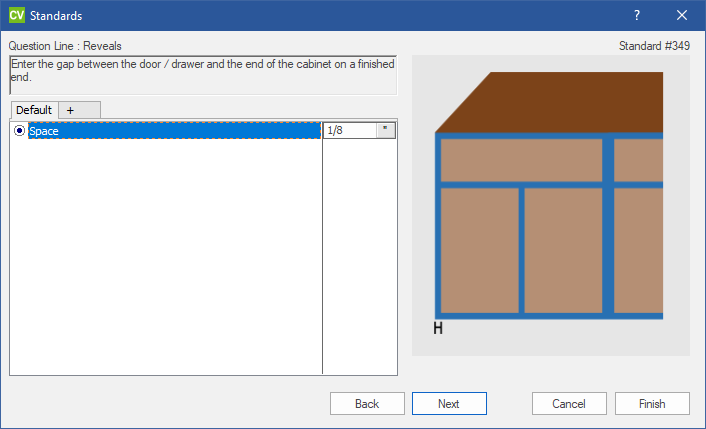 CV Standards
?
Question Line : Reveals
Standard #349
Enter the gap between the door / drawer and the end of the cabinet on a finished
end.
Default +
Space 1/8 "
H
Back Next Cancel Finish